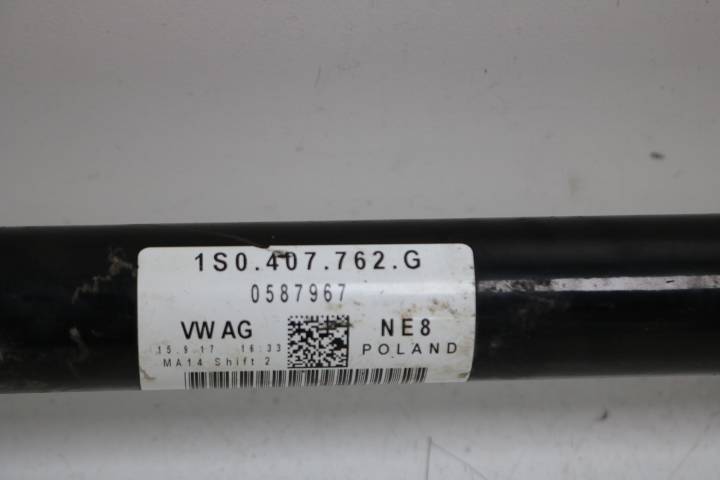 1S0.407.762.G
0587967
VW AG NE8
15.9.17 16:33 POLAND
MA14 Shift 2